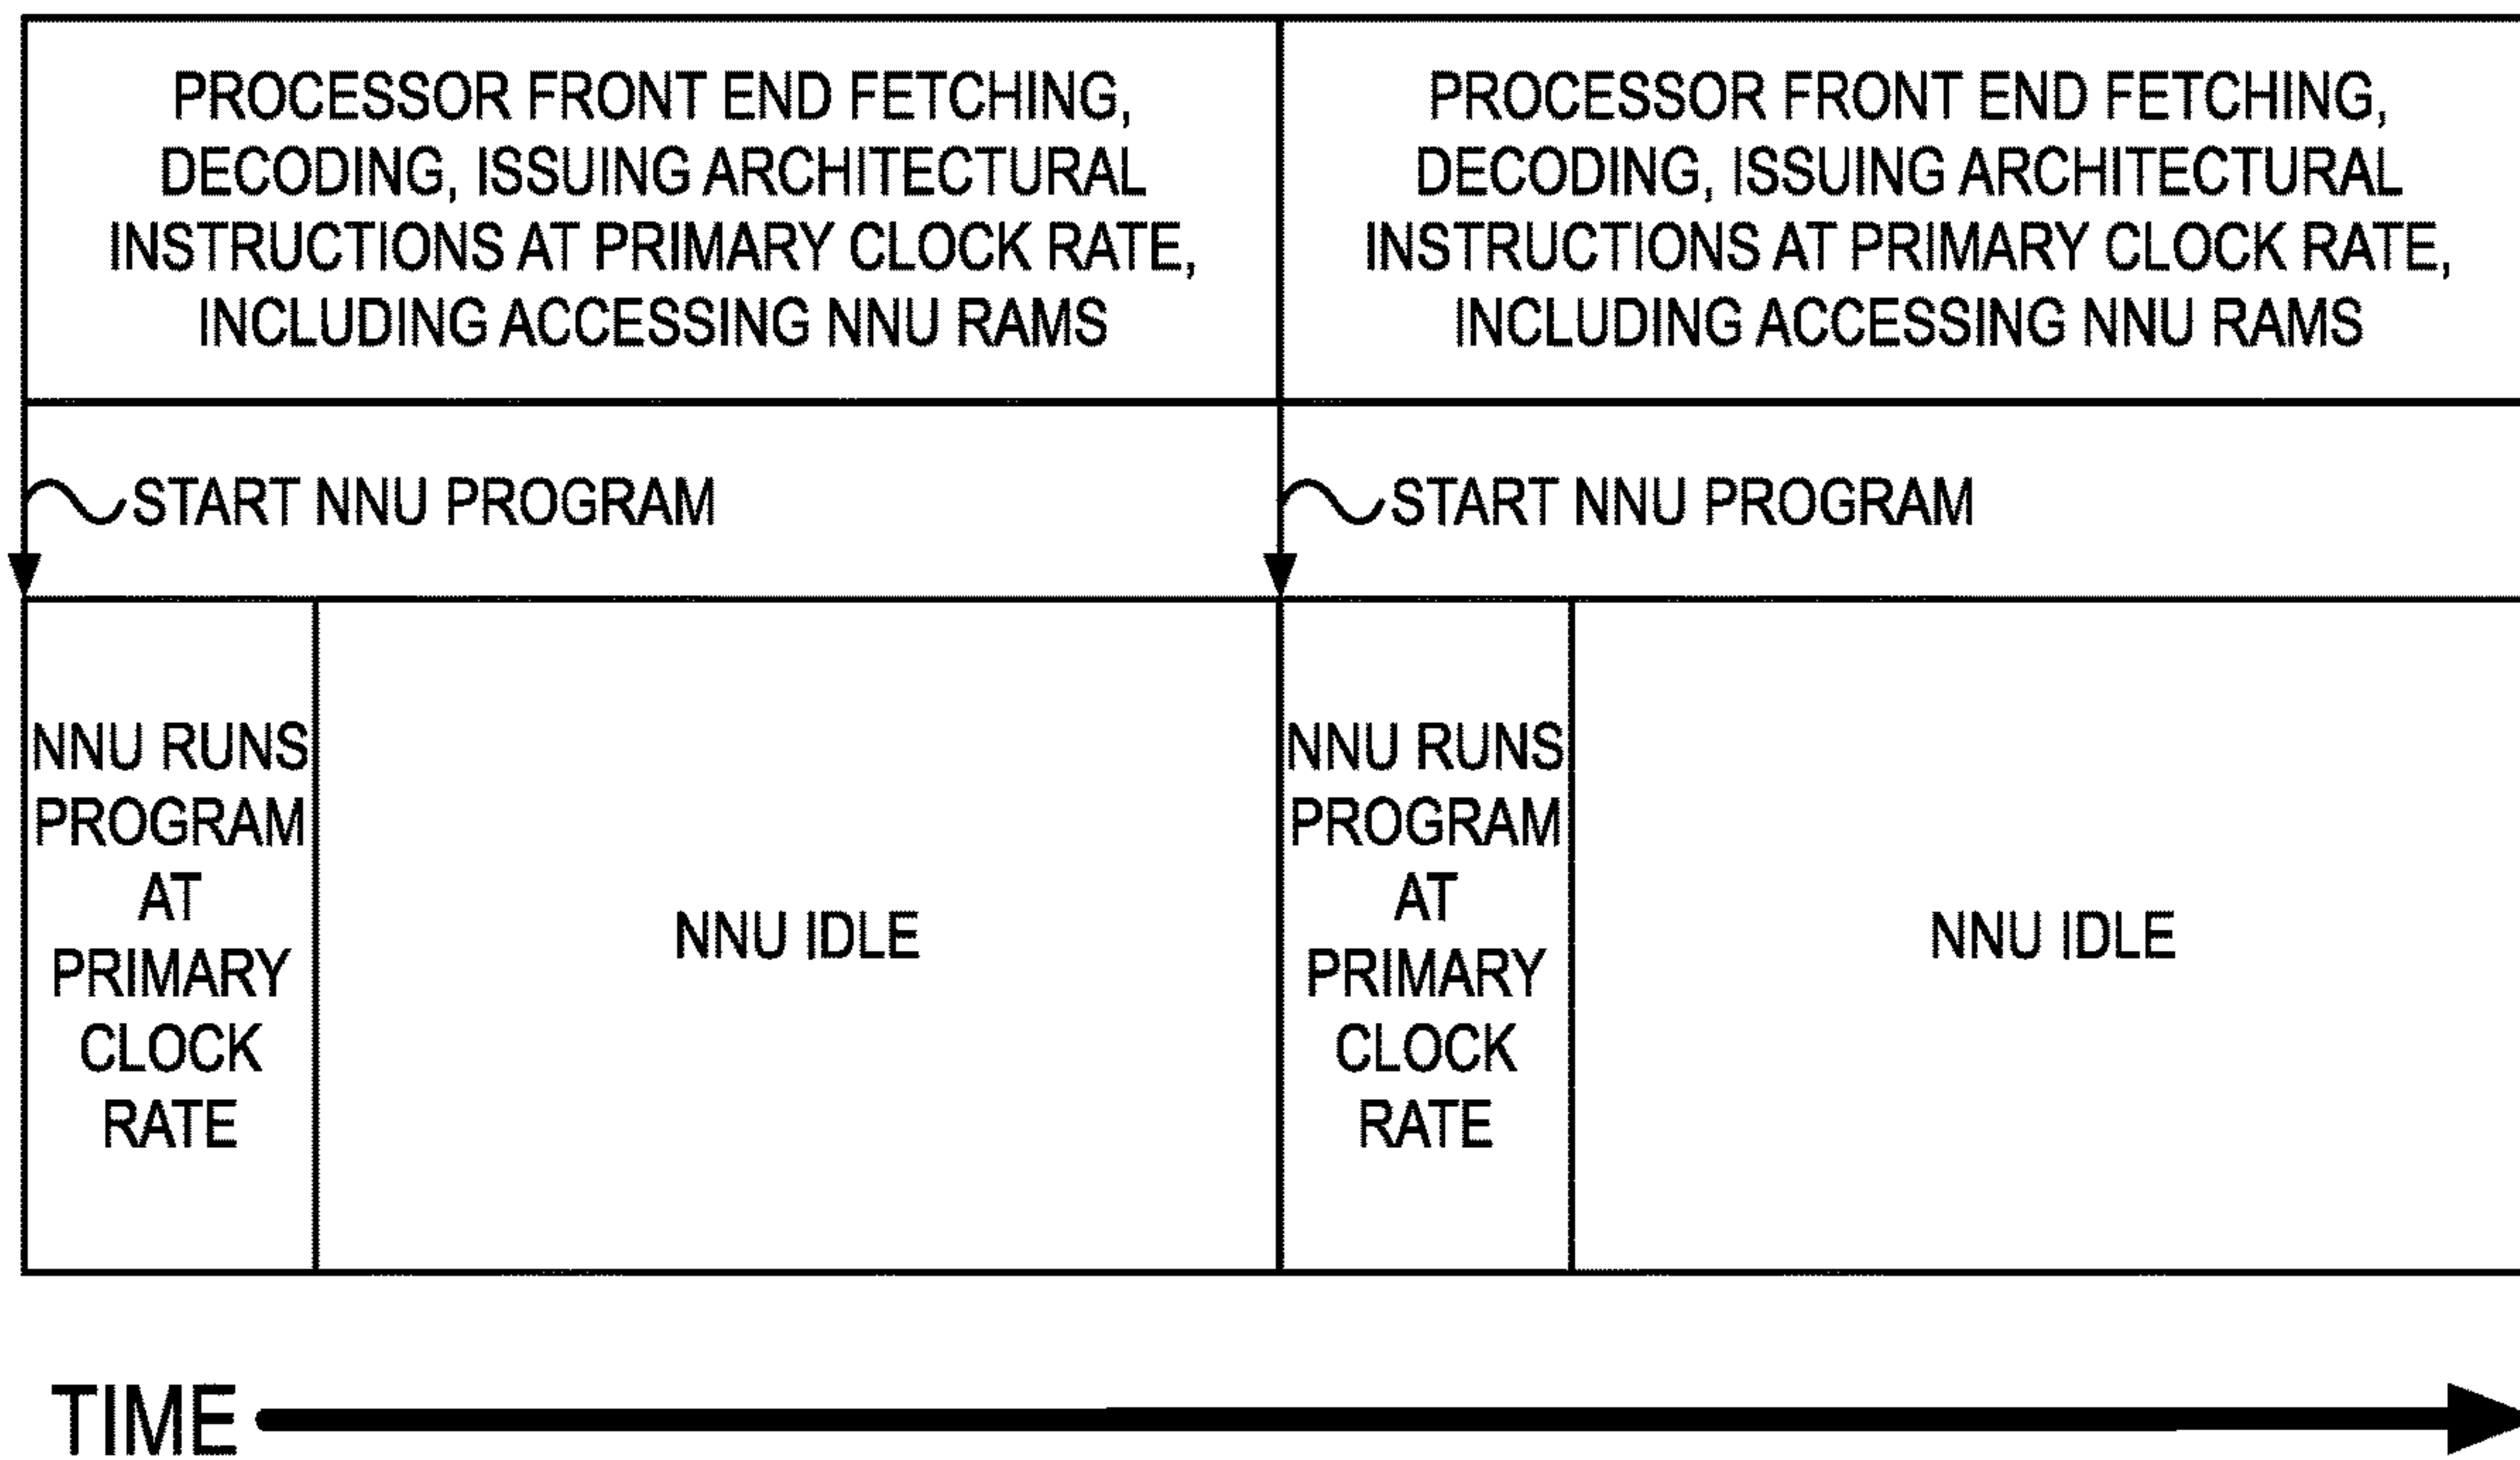 PROCESSOR FRONT END FETCHING,
DECODING, ISSUING ARCHITECTURAL
INSTRUCTIONS AT PRIMARY CLOCK RATE,
INCLUDING ACCESSING NNU RAMS
PROCESSOR FRONT END FETCHING,
DECODING, ISSUING ARCHITECTURAL
INSTRUCTIONS AT PRIMARY CLOCK RATE,
INCLUDING ACCESSING NNU RAMS
START NNU PROGRAM
START NNU PROGRAM
NNU RUNS
PROGRAM
AT
PRIMARY
CLOCK
RATE
NNU IDLE
NNU RUNS
PROGRAM
AT
PRIMARY
CLOCK
RATE
NNU IDLE
TIME